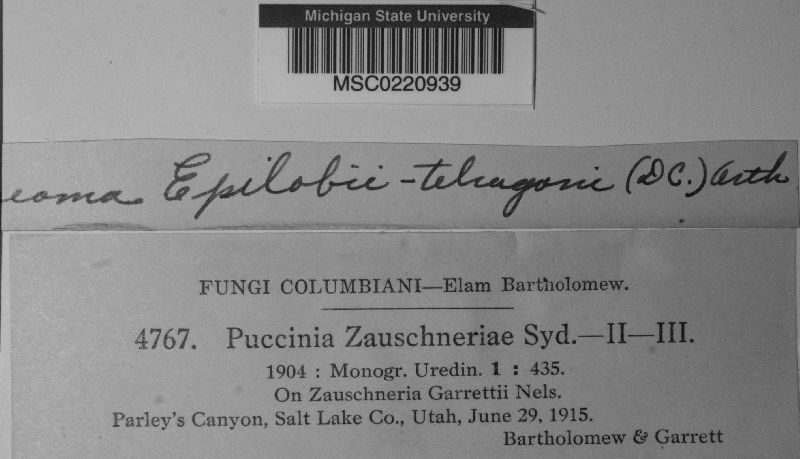 Michigan State University
MSC0220939
Epilobii-tetragoni (DC.) Arth
FUNGI COLUMBIANI—Elam Bartholomew.
4767. Puccinia Zauschneriae Syd.—II—III.
1904 : Monogr. Uredin. 1 : 435.
On Zauschneria Garrettii Nels.
Parley's Canyon, Salt Lake Co., Utah, June 29, 1915.
Bartholomew & Garrett